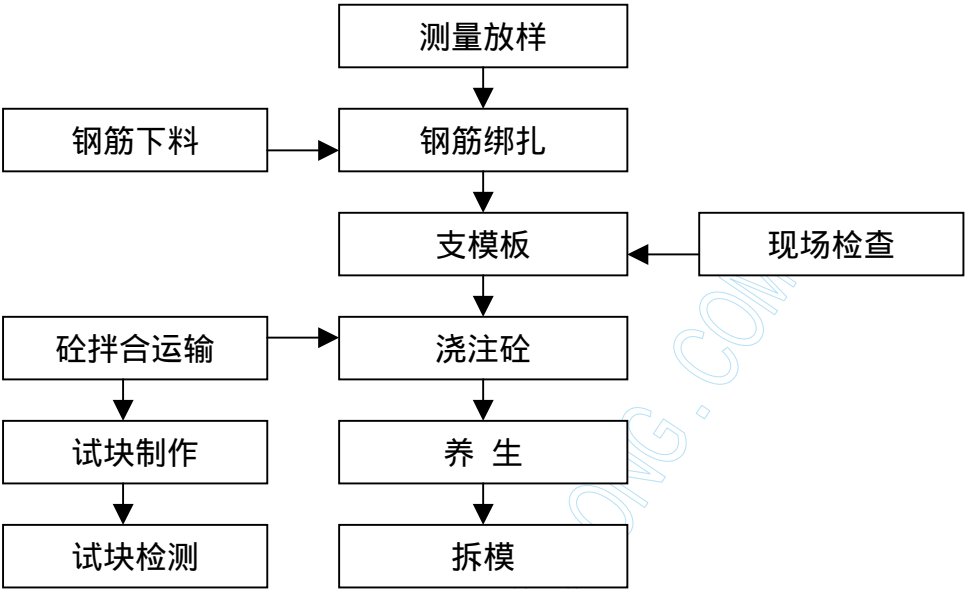 测量放样
钢筋下料
钢筋绑扎
支模板
现场检查
砼拌合运输
浇注砼
试块制作
养 生
试块检测
拆模
ONG.COM